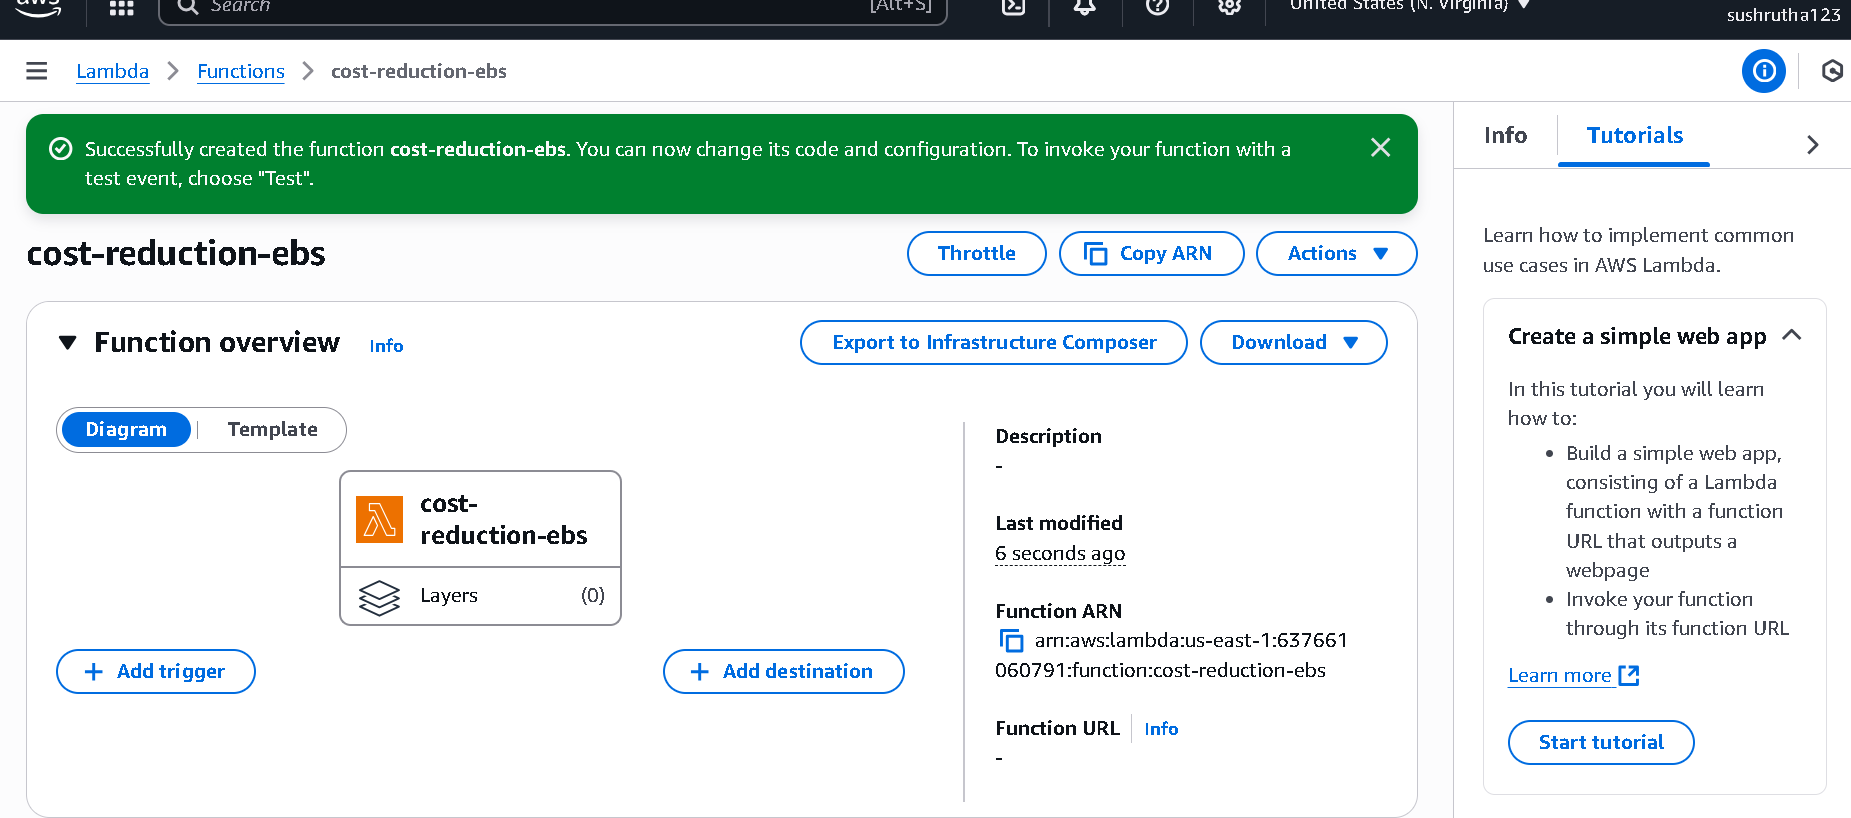 aws
Search
[Alt+S]
United States (N. Virginia)
sushrutha123
Lambda
Functions
cost-reduction-ebs
Successfully created the function cost-reduction-ebs. You can now change its code and configuration. To invoke your function with a
test event, choose "Test".
cost-reduction-ebs
Throttle
Copy ARN
Actions
Function overview
Info
Export to Infrastructure Composer
Download
Diagram
Template
cost-
reduction-ebs
Layers
(0)
+ Add trigger
+ Add destination
Description
-
Last modified
6 seconds ago
Function ARN
arn:aws:lambda:us-east-1:637661
060791:function:cost-reduction-ebs
Function URL
Info
-
Info
Tutorials
Learn how to implement common
use cases in AWS Lambda.
Create a simple web app
In this tutorial you will learn
how to:
• Build a simple web app,
consisting of a Lambda
function with a function
URL that outputs a
webpage
• Invoke your function
through its function URL
Learn more
Start tutorial